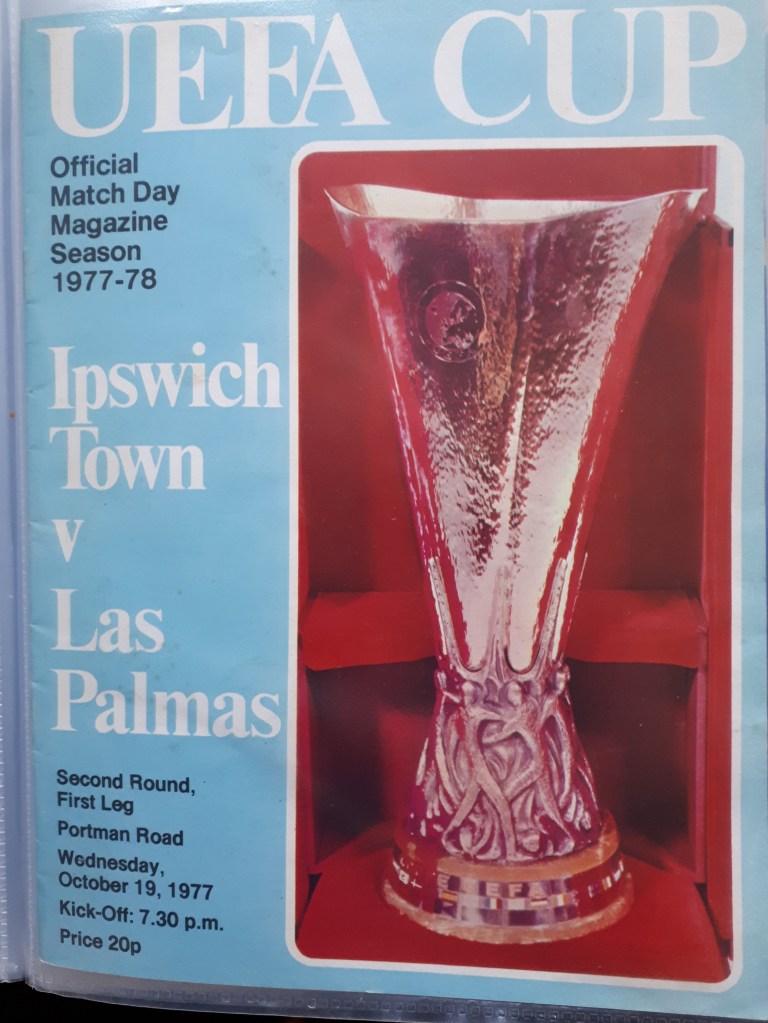 UEFA CUP
Official
Match Day
Magazine
Season
1977-78
Ipswich
Town
v
Las
Palmas
Second Round,
First Leg
Portman Road
Wednesday,
October 19, 1977
Kick-Off: 7.30 p.m.
Price 20p
UEFA